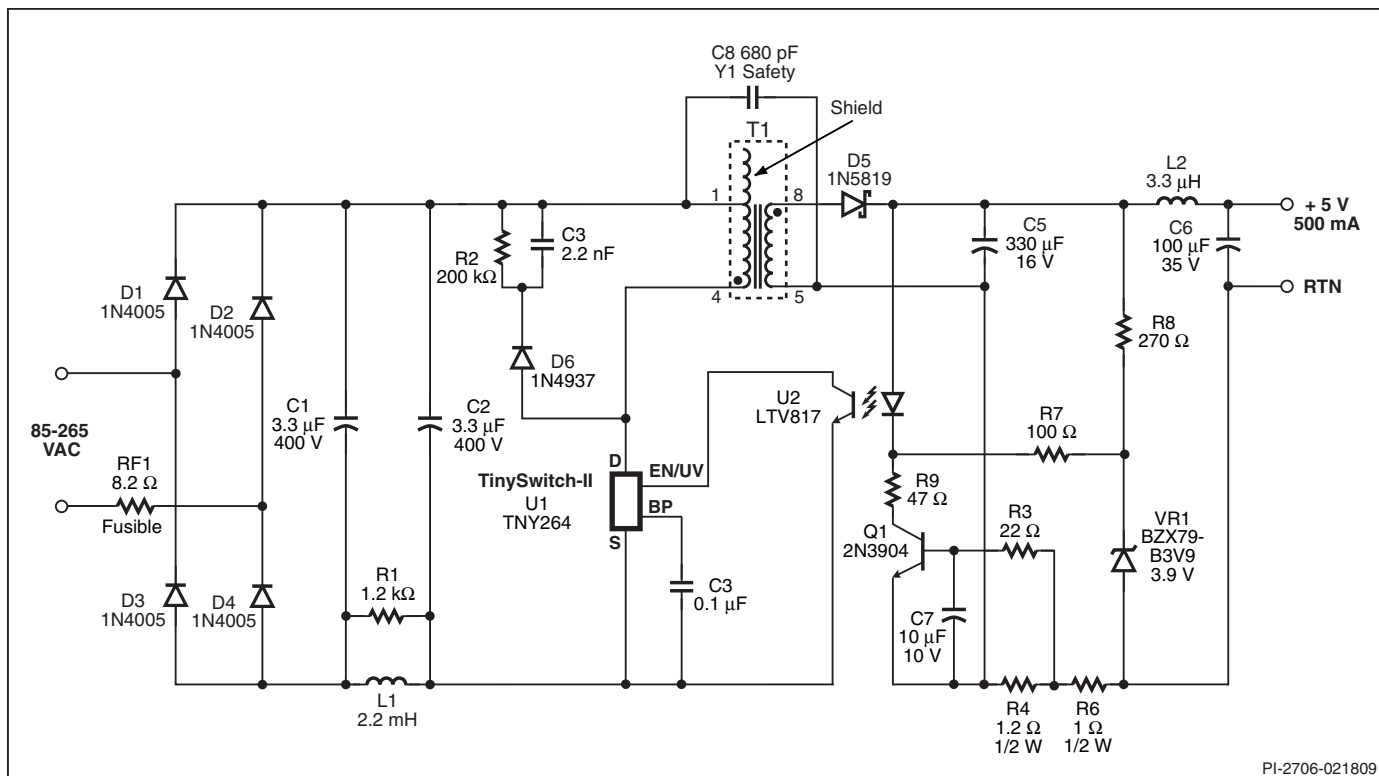 C8 680 pF
Y1 Safety
Shield
T1
D5
1N5819
L2
3.3 µH
1
8
C3
2.2 nF
R2
200 kΩ
C5
330 µF
16 V
C6
100 µF
35 V
+ 5 V
500 mA
D1
1N4005
D2
1N4005
4
5
RTN
R8
270 Ω
D6
1N4937
U2
LTV817
85-265
VAC
C1
3.3 µF
400 V
C2
3.3 µF
400 V
R7
100 Ω
RF1
8.2 Ω
Fusible
TinySwitch-II
U1
TNY264
D
EN/UV
BP
S
R9
47 Ω
Q1
2N3904
R3
22 Ω
VR1
BZX79-
B3V9
3.9 V
D3
1N4005
D4
1N4005
R1
1.2 kΩ
C3
0.1 µF
C7
10 µF
10 V
L1
2.2 mH
R4
1.2 Ω
1/2 W
R6
1 Ω
1/2 W
PI-2706-021809